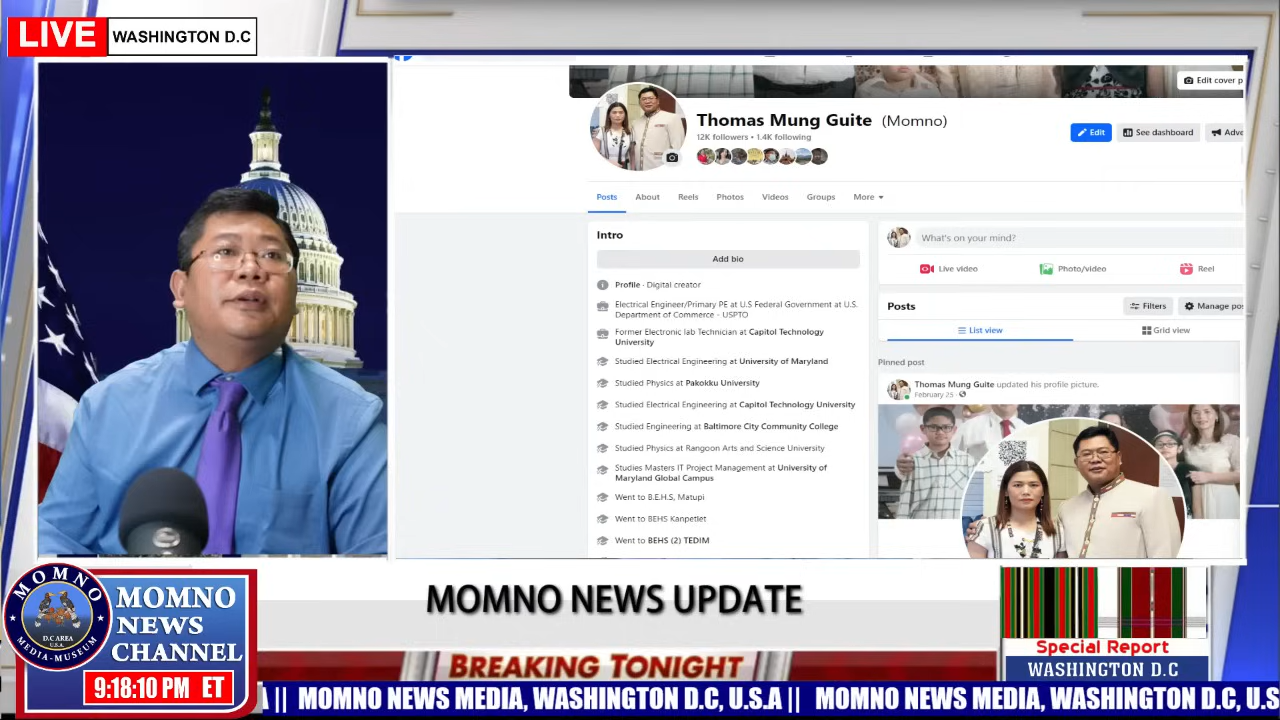 LIVE
WASHINGTON D.C
Edit cover p
Thomas Mung Guite (Momno)
12K followers • 1.4K following
Edit
See dashboard
Adve
Posts
About
Reels
Photos
Videos
Groups
More
Intro
Add bio
Profile · Digital creator
Electrical Engineer/Primary PE at U.S Federal Government at U.S.
Department of Commerce - USPTO
Former Electronic lab Technician at Capitol Technology
University
Studied Electrical Engineering at University of Maryland
Studied Physics at Pakokku University
Studied Electrical Engineering at Capitol Technology University
Studied Engineering at Baltimore City Community College
Studied Physics at Rangoon Arts and Science University
Studies Masters IT Project Management at University of
Maryland Global Campus
Went to B.E.H.S, Matupi
Went to BEHS Kanpetlet
Went to BEHS (2) TEDIM
What's on your mind?
Live video
Photo/video
Reel
Posts
Filters
Manage pos
List view
Grid view
Pinned post
Thomas Mung Guite updated his profile picture.
February 25
MOMNO
D.C AREA
U.S.A.
MEDIA-MUSEUM
MOMNO
NEWS
CHANNEL
9:18:10 PM ET
MOMNO NEWS UPDATE
BREAKING TONIGHT
Special Report
WASHINGTON D.C
A || MOMNO NEWS MEDIA, WASHINGTON D.C, U.S.A || MOMNO NEWS MEDIA, WASHINGTON D.C, U.S